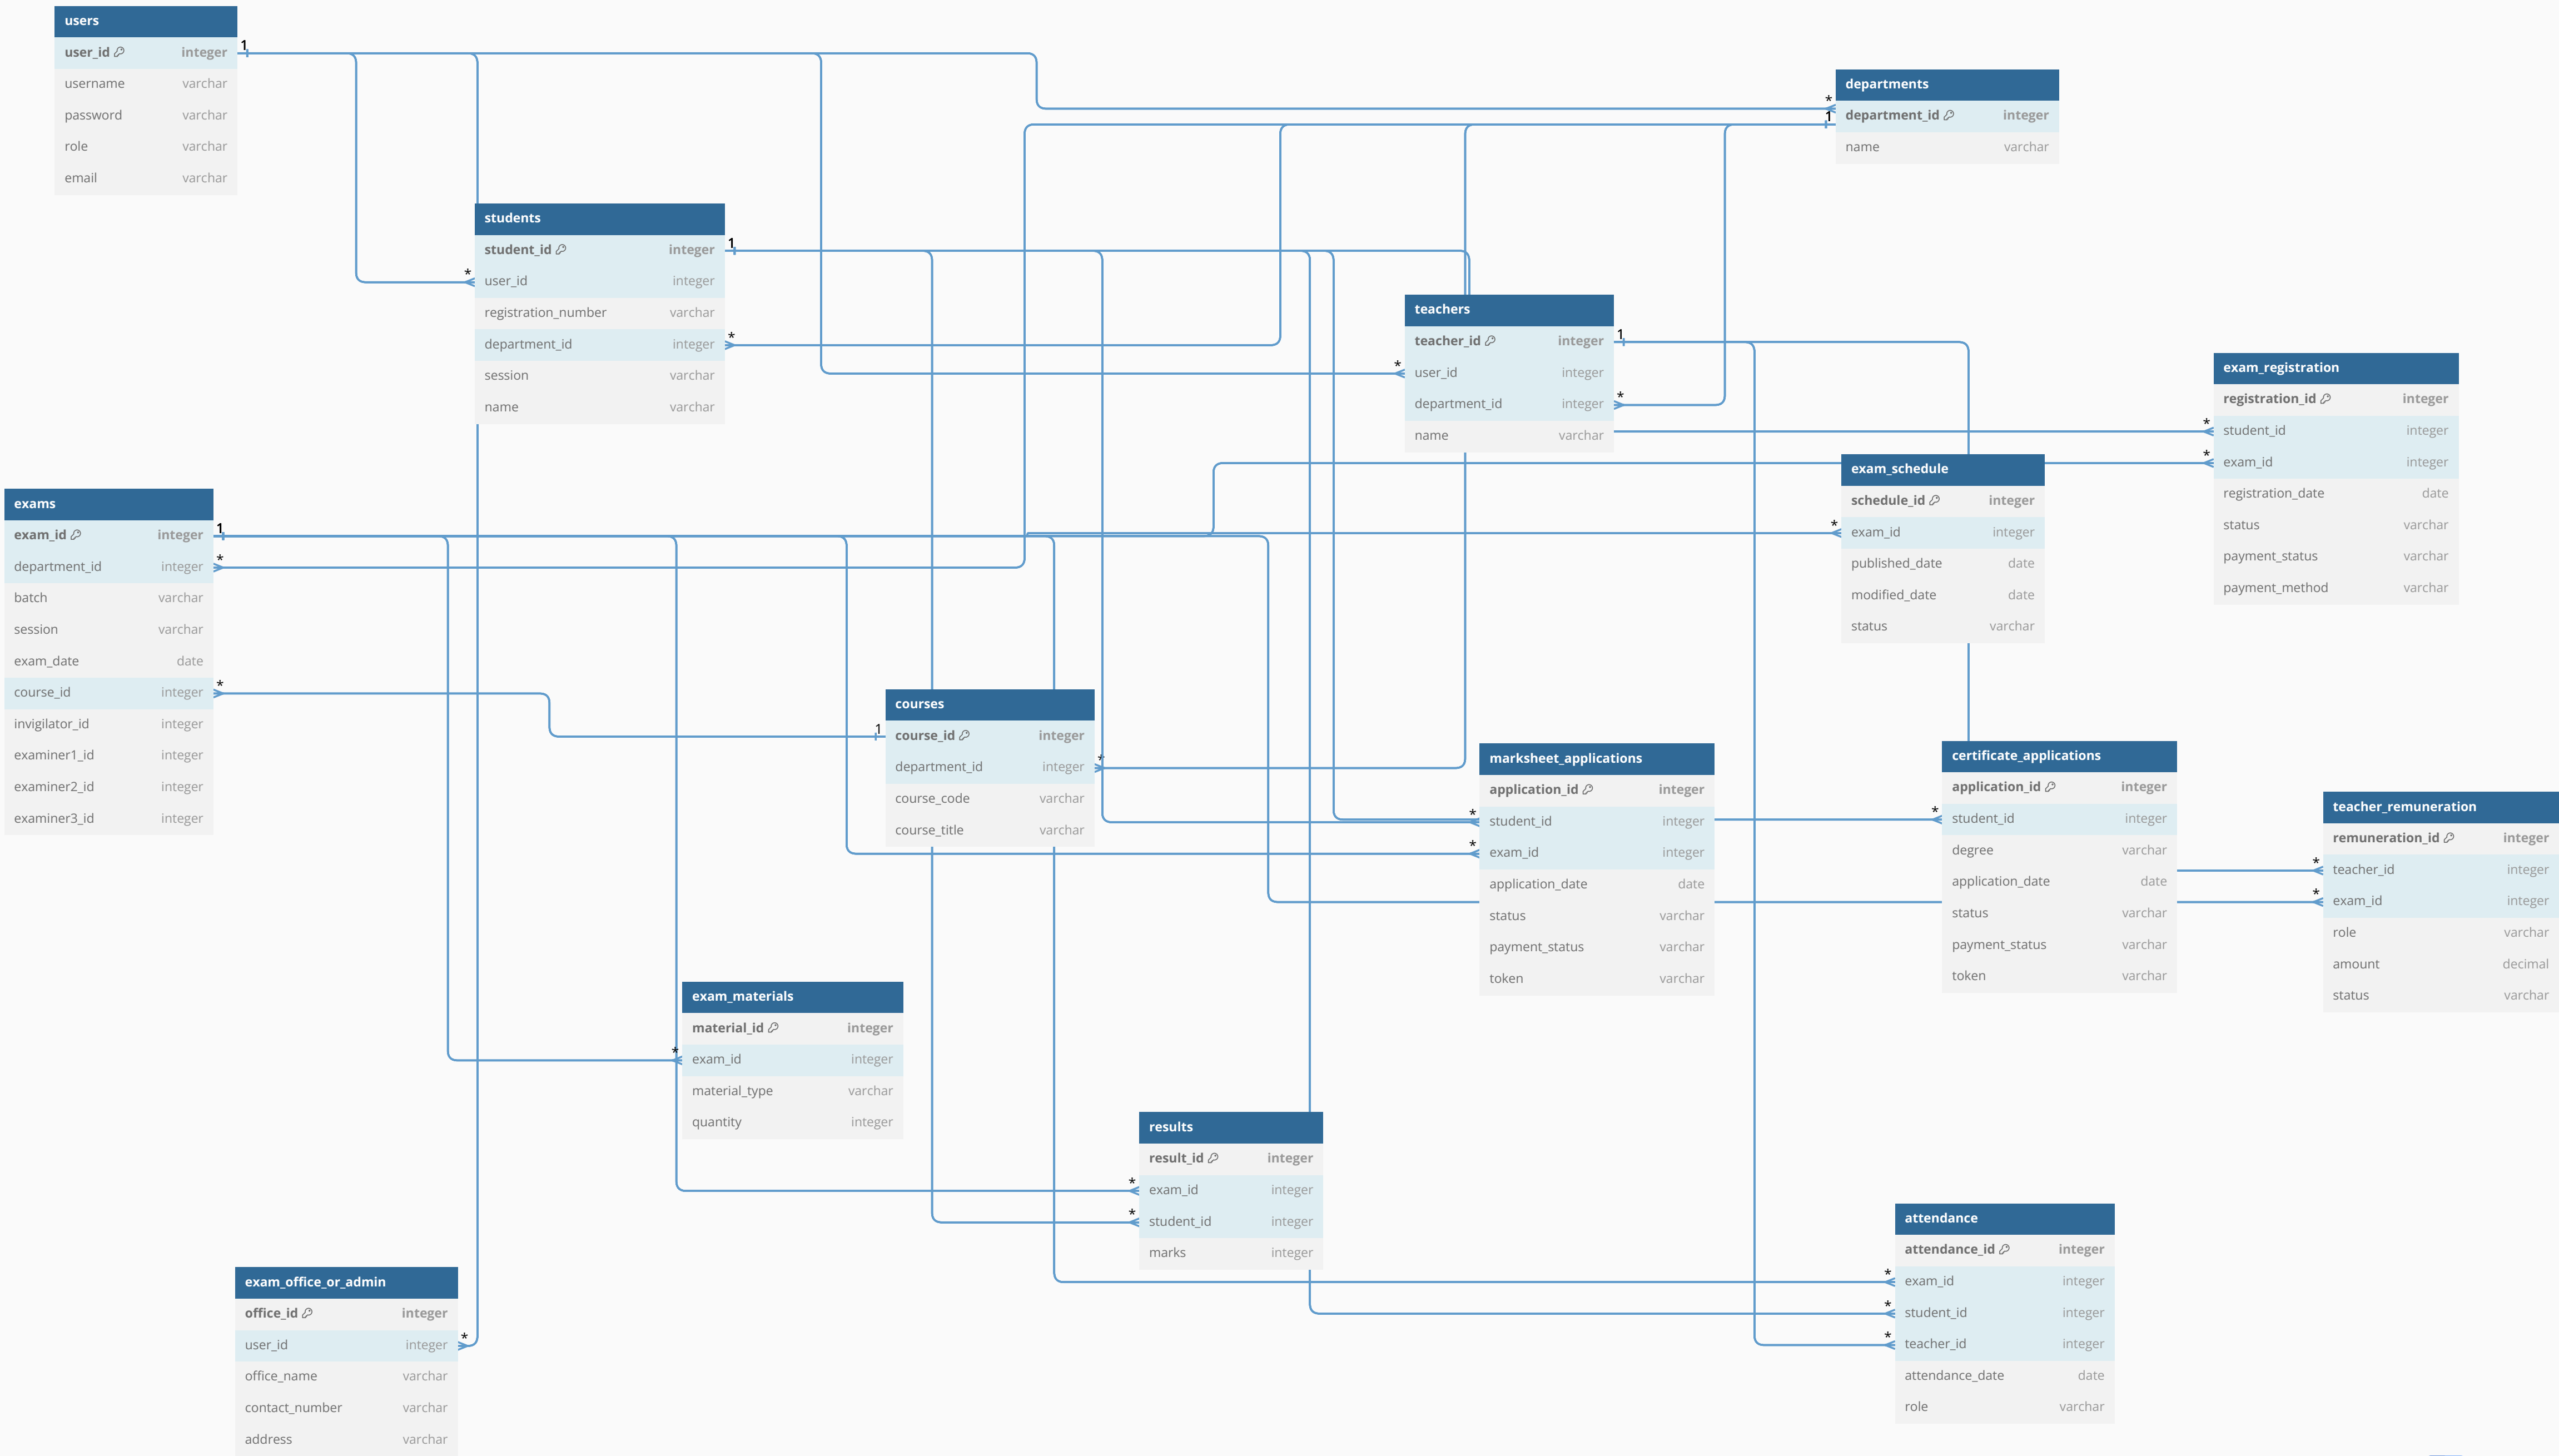 users
user_id integer
username varchar
password varchar
role varchar
email varchar
1
departments
department_id integer
name varchar
*
1
students
student_id integer
user_id integer
registration_number varchar
department_id integer
session varchar
name varchar
1
*
*
teachers
teacher_id integer
user_id integer
department_id integer
name varchar
1
*
*
exam_registration
registration_id integer
student_id integer
exam_id integer
registration_date date
status varchar
payment_status varchar
payment_method varchar
*
*
exam_schedule
schedule_id integer
exam_id integer
published_date date
modified_date date
status varchar
*
exams
exam_id integer
department_id integer
batch varchar
session varchar
exam_date date
course_id integer
invigilator_id integer
examiner1_id integer
examiner2_id integer
examiner3_id integer
1
*
*
courses
course_id integer
department_id integer
course_code varchar
course_title varchar
1
*
marksheet_applications
application_id integer
student_id integer
exam_id integer
application_date date
status varchar
payment_status varchar
token varchar
*
*
certificate_applications
application_id integer
student_id integer
degree varchar
application_date date
status varchar
payment_status varchar
token varchar
*
teacher_remuneration
remuneration_id integer
teacher_id integer
exam_id integer
role varchar
amount decimal
status varchar
*
*
exam_materials
material_id integer
exam_id integer
material_type varchar
quantity integer
*
results
result_id integer
exam_id integer
student_id integer
marks integer
*
*
attendance
attendance_id integer
exam_id integer
student_id integer
teacher_id integer
attendance_date date
role varchar
*
*
*
exam_office_or_admin
office_id integer
user_id integer
office_name varchar
contact_number varchar
address varchar
*